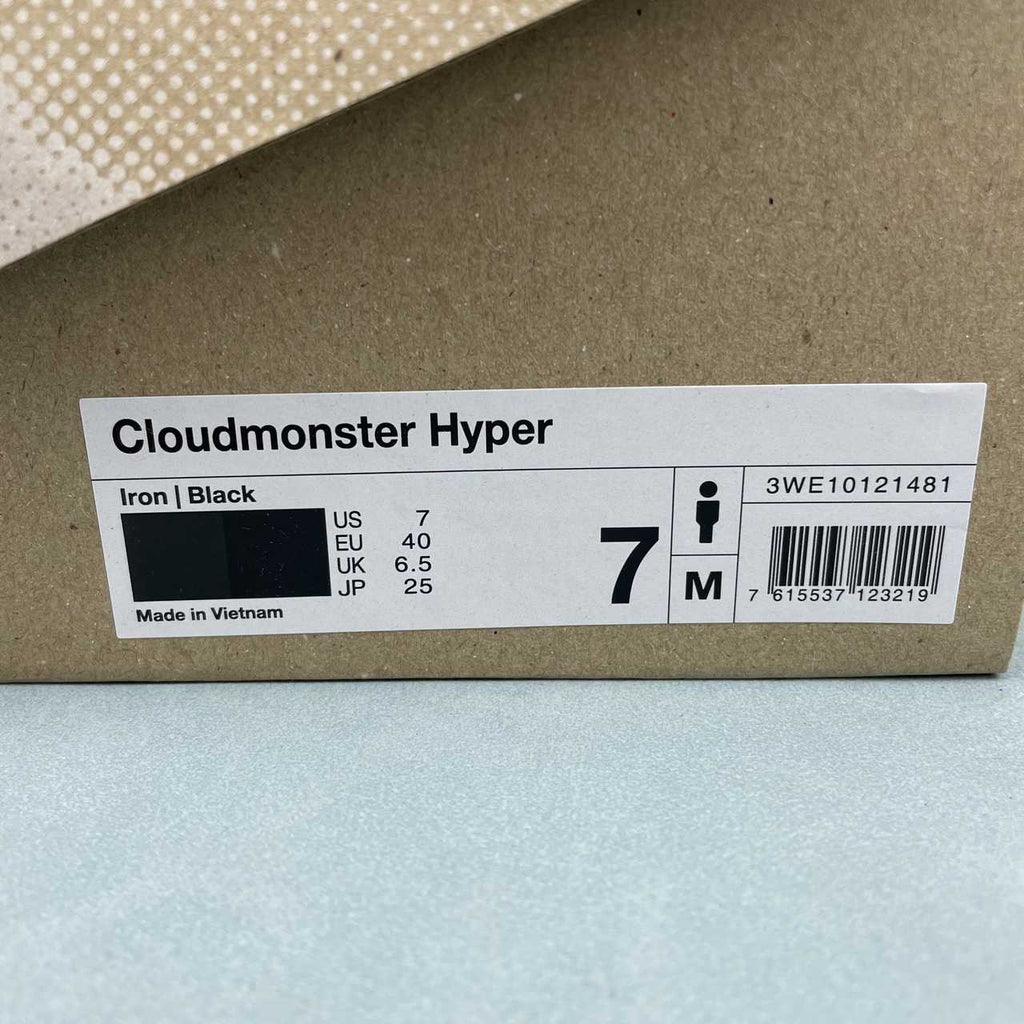 Cloudmonster Hyper
Iron | Black
US 7
EU 40
UK 6.5
JP 25
Made in Vietnam
7
M
3WE10121481
7 615537 123219